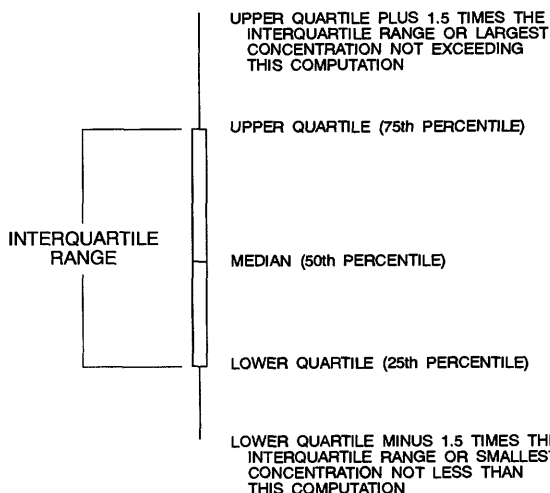 UPPER QUARTILE PLUS 1.5 TIMES THE
INTERQUARTILE RANGE OR LARGEST
CONCENTRATION NOT EXCEEDING
THIS COMPUTATION
UPPER QUARTILE (75th PERCENTILE)
INTERQUARTILE
RANGE
MEDIAN (50th PERCENTILE)
LOWER QUARTILE (25th PERCENTILE)
LOWER QUARTILE MINUS 1.5 TIMES THE
INTERQUARTILE RANGE OR SMALLEST
CONCENTRATION NOT LESS THAN
THIS COMPUTATION